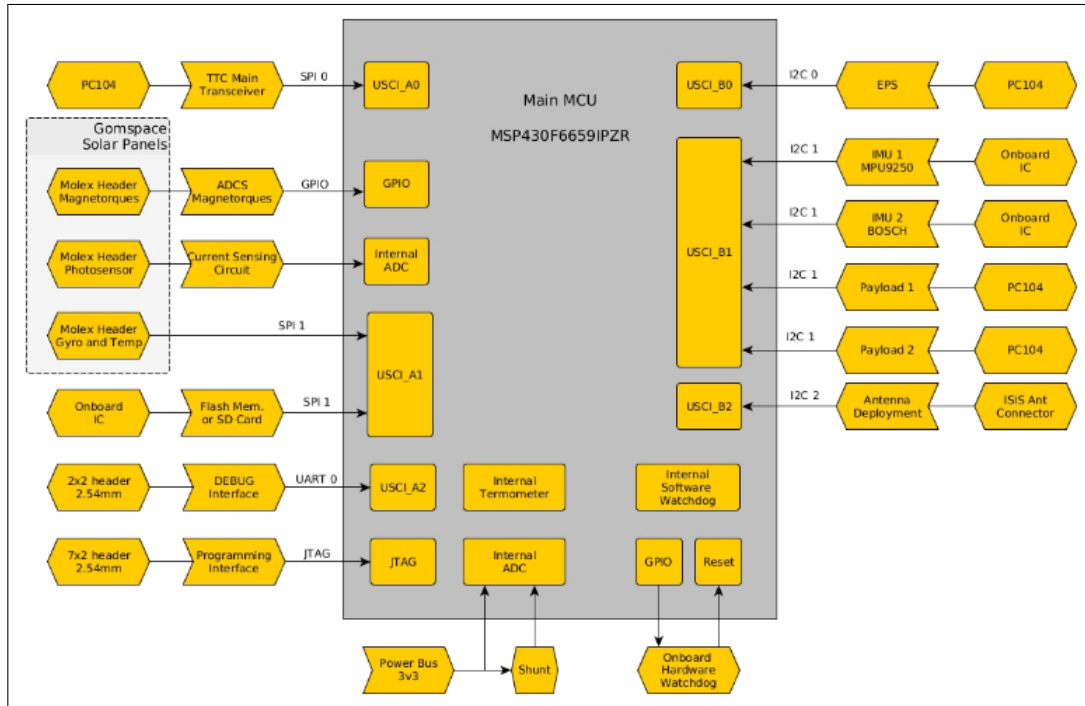 Main MCU
MSP430F6659IPZR
PC104
TTC Main
Transceiver
SPI 0
USCI_A0
Gomspace
Solar Panels
Molex Header
Magnetorques
ADCS
Magnetorques
GPIO
GPIO
Molex Header
Photosensor
Current Sensing
Circuit
Internal
ADC
Molex Header
Gyro and Temp
SPI 1
USCI_A1
Onboard
IC
Flash Mem.
or SD Card
SPI 1
2x2 header
2.54mm
DEBUG
Interface
UART 0
USCI_A2
7x2 header
2.54mm
Programming
Interface
JTAG
JTAG
Internal
Termometer
Internal
ADC
Internal
Software
Watchdog
GPIO
Reset
Power Bus
3v3
Shunt
Onboard
Hardware
Watchdog
USCI_B0
I2C 0
EPS
PC104
USCI_B1
I2C 1
IMU 1
MPU9250
Onboard
IC
I2C 1
IMU 2
BOSCH
Onboard
IC
I2C 1
Payload 1
PC104
I2C 1
Payload 2
PC104
USCI_B2
I2C 2
Antenna
Deployment
ISIS Ant
Connector